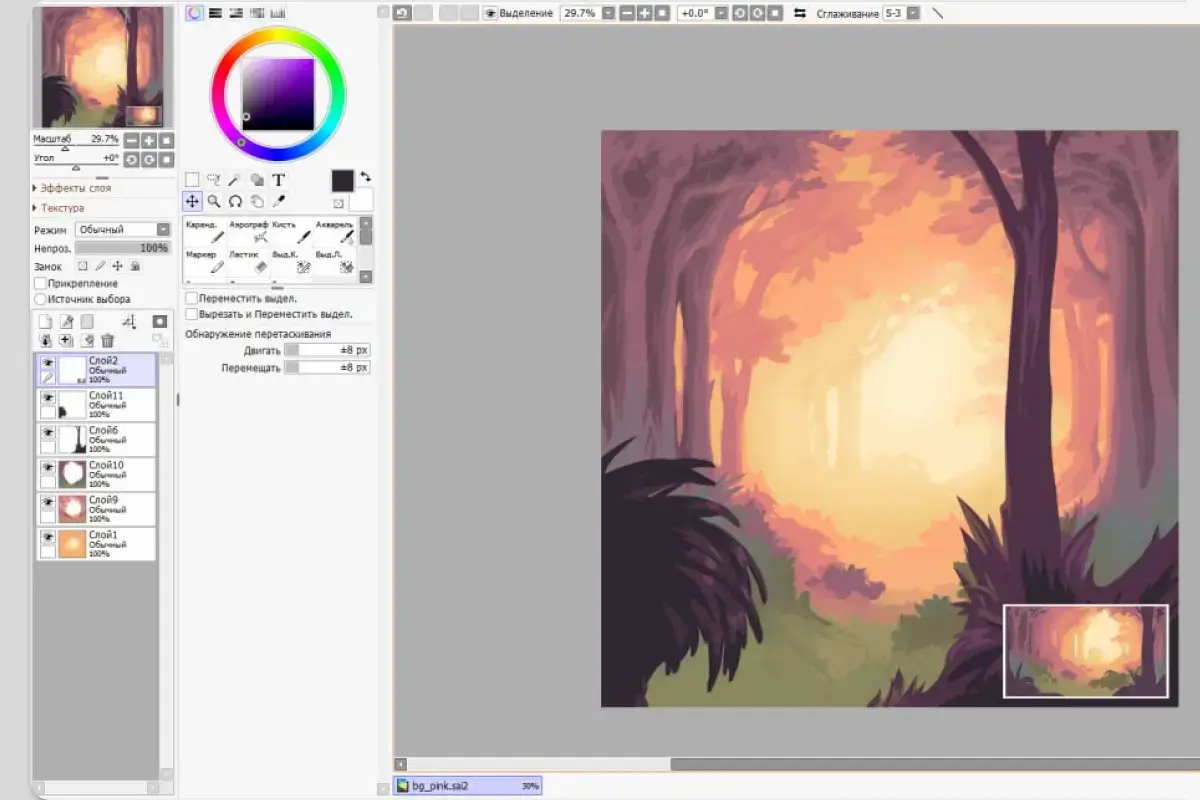 Выделение 29.7% +0.0° Сглаживание 5-3
Масштаб 29.7%
Угол +0°
Эффекты слоя
Текстура
Режим Обычный
Непроз. 100%
Замок
Прикрепление
Источник выбора
Слой2
Обычный
100%
Слой11
Обычный
100%
Слой6
Обычный
100%
Слой10
Обычный
100%
Слой9
Обычный
100%
Слой1
Обычный
100%
T
Каранд. Аэрограф Кисть Акварель
Маркер Ластик Выд.К. Выд.Л.
Переместить выдел.
Вырезать и Переместить выдел.
Обнаружение перетаскивания
Двигать ±8 px
Перемещать ±8 px
bg_pink.sai2 30%